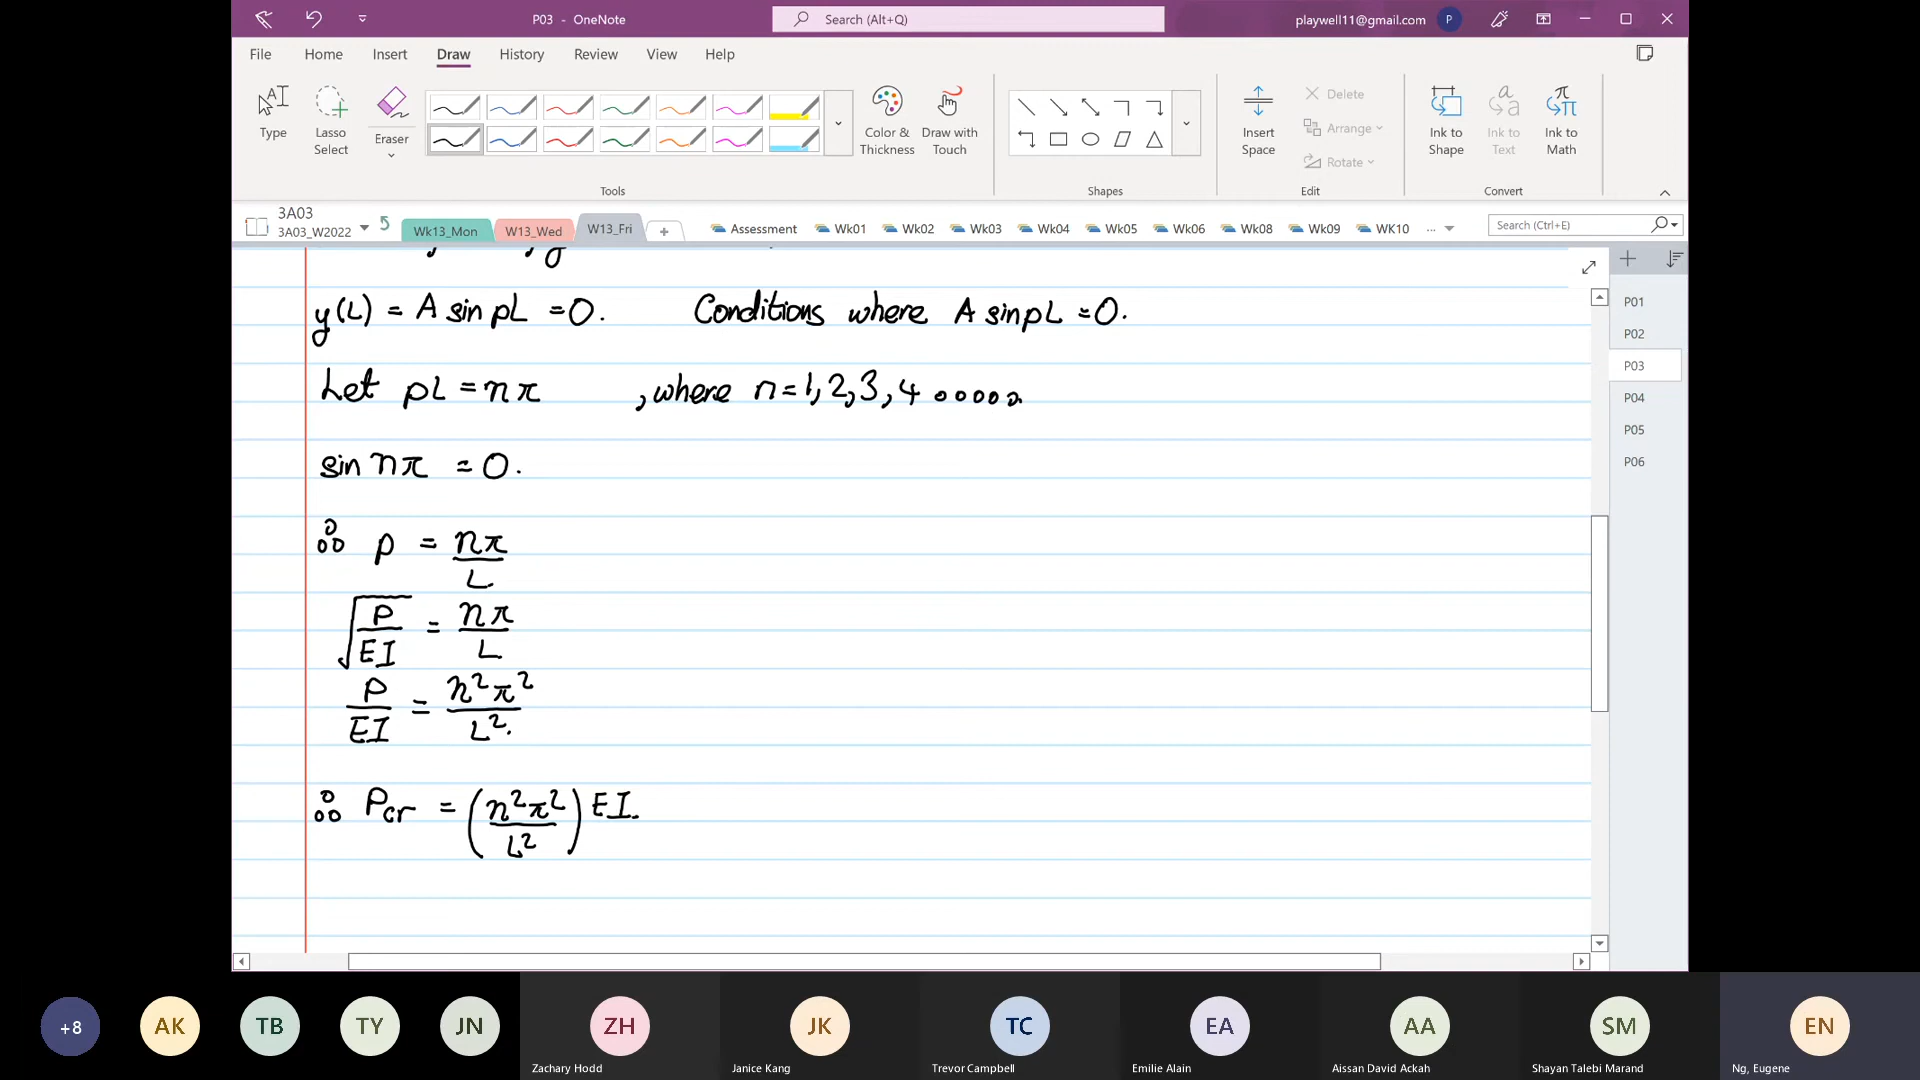 P03 - OneNote
Search (Alt+Q)
playwell11@gmail.com
P
File Home Insert Draw History Review View Help
Type
Lasso Select
Eraser
Color & Thickness
Draw with Touch
Insert Space
Delete
Arrange
Rotate
Ink to Shape
Ink to Text
Ink to Math
Tools Shapes Edit Convert
3A03
3A03_W2022
Wk13_Mon W13_Wed W13_Fri + Assessment Wk01 Wk02 Wk03 Wk04 Wk05 Wk06 Wk08 Wk09 WK10 ...
Search (Ctrl+E)
y(L) = A sin pL = 0. Conditions where A sin pL = 0.
Let pL = nπ , where n = 1, 2, 3, 4 .....
sin nπ = 0.
∴ p = nπ/L
√(P/EI) = nπ/L
P/EI = n²π²/L².
∴ Pcr = (n²π²/L²) EI.
P01
P02
P03
P04
P05
P06
+8 AK TB TY JN ZH JK TC EA AA SM EN
Zachary Hodd Janice Kang Trevor Campbell Emilie Alain Aissan David Ackah Shayan Talebi Marand Ng, Eugene